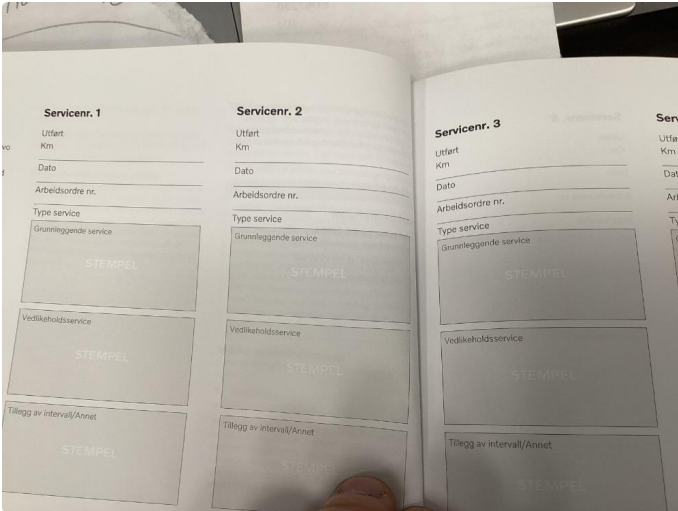 Servicenr. 1
Utført
Km
Dato
Arbeidsordre nr.
Type service
Grunnleggende service
STEMPEL
Vedlikeholdsservice
STEMPEL
Tillegg av intervall/Annet
STEMPEL
Servicenr. 2
Utført
Km
Dato
Arbeidsordre nr.
Type service
Grunnleggende service
STEMPEL
Vedlikeholdsservice
STEMPEL
Tillegg av intervall/Annet
STEMPEL
Servicenr. 3
Utført
Km
Dato
Arbeidsordre nr.
Type service
Grunnleggende service
STEMPEL
Vedlikeholdsservice
STEMPEL
Tillegg av intervall/Annet
STEMPEL